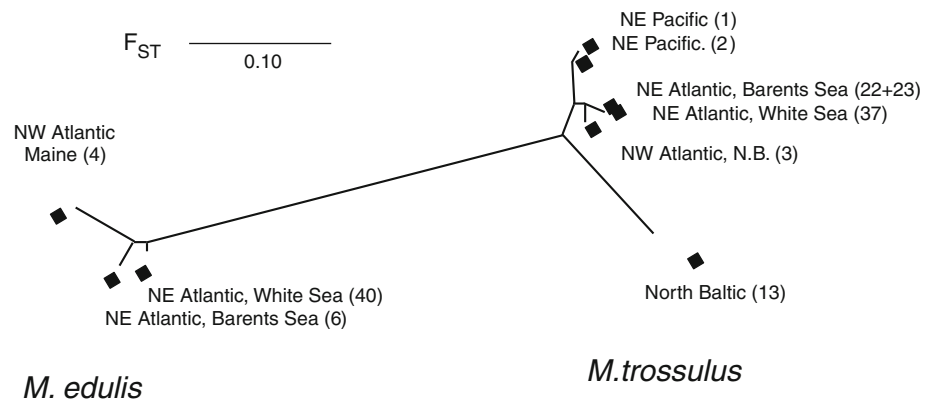 NE Pacific (1)
F_ST
NE Pacific. (2)
0.10
NE Atlantic, Barents Sea (22+23)
NE Atlantic, White Sea (37)
NW Atlantic
Maine (4)
NW Atlantic, N.B. (3)
North Baltic (13)
NE Atlantic, White Sea (40)
NE Atlantic, Barents Sea (6)
M. edulis
M.trossulus